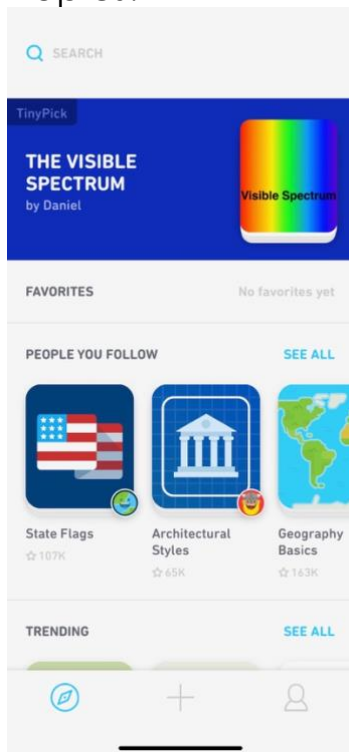 SEARCH
TinyPick
THE VISIBLE
SPECTRUM
by Daniel
Visible Spectrum
FAVORITES
No favorites yet
PEOPLE YOU FOLLOW
SEE ALL
State Flags
107K
Architectural
Styles
65K
Geography
Basics
163K
TRENDING
SEE ALL